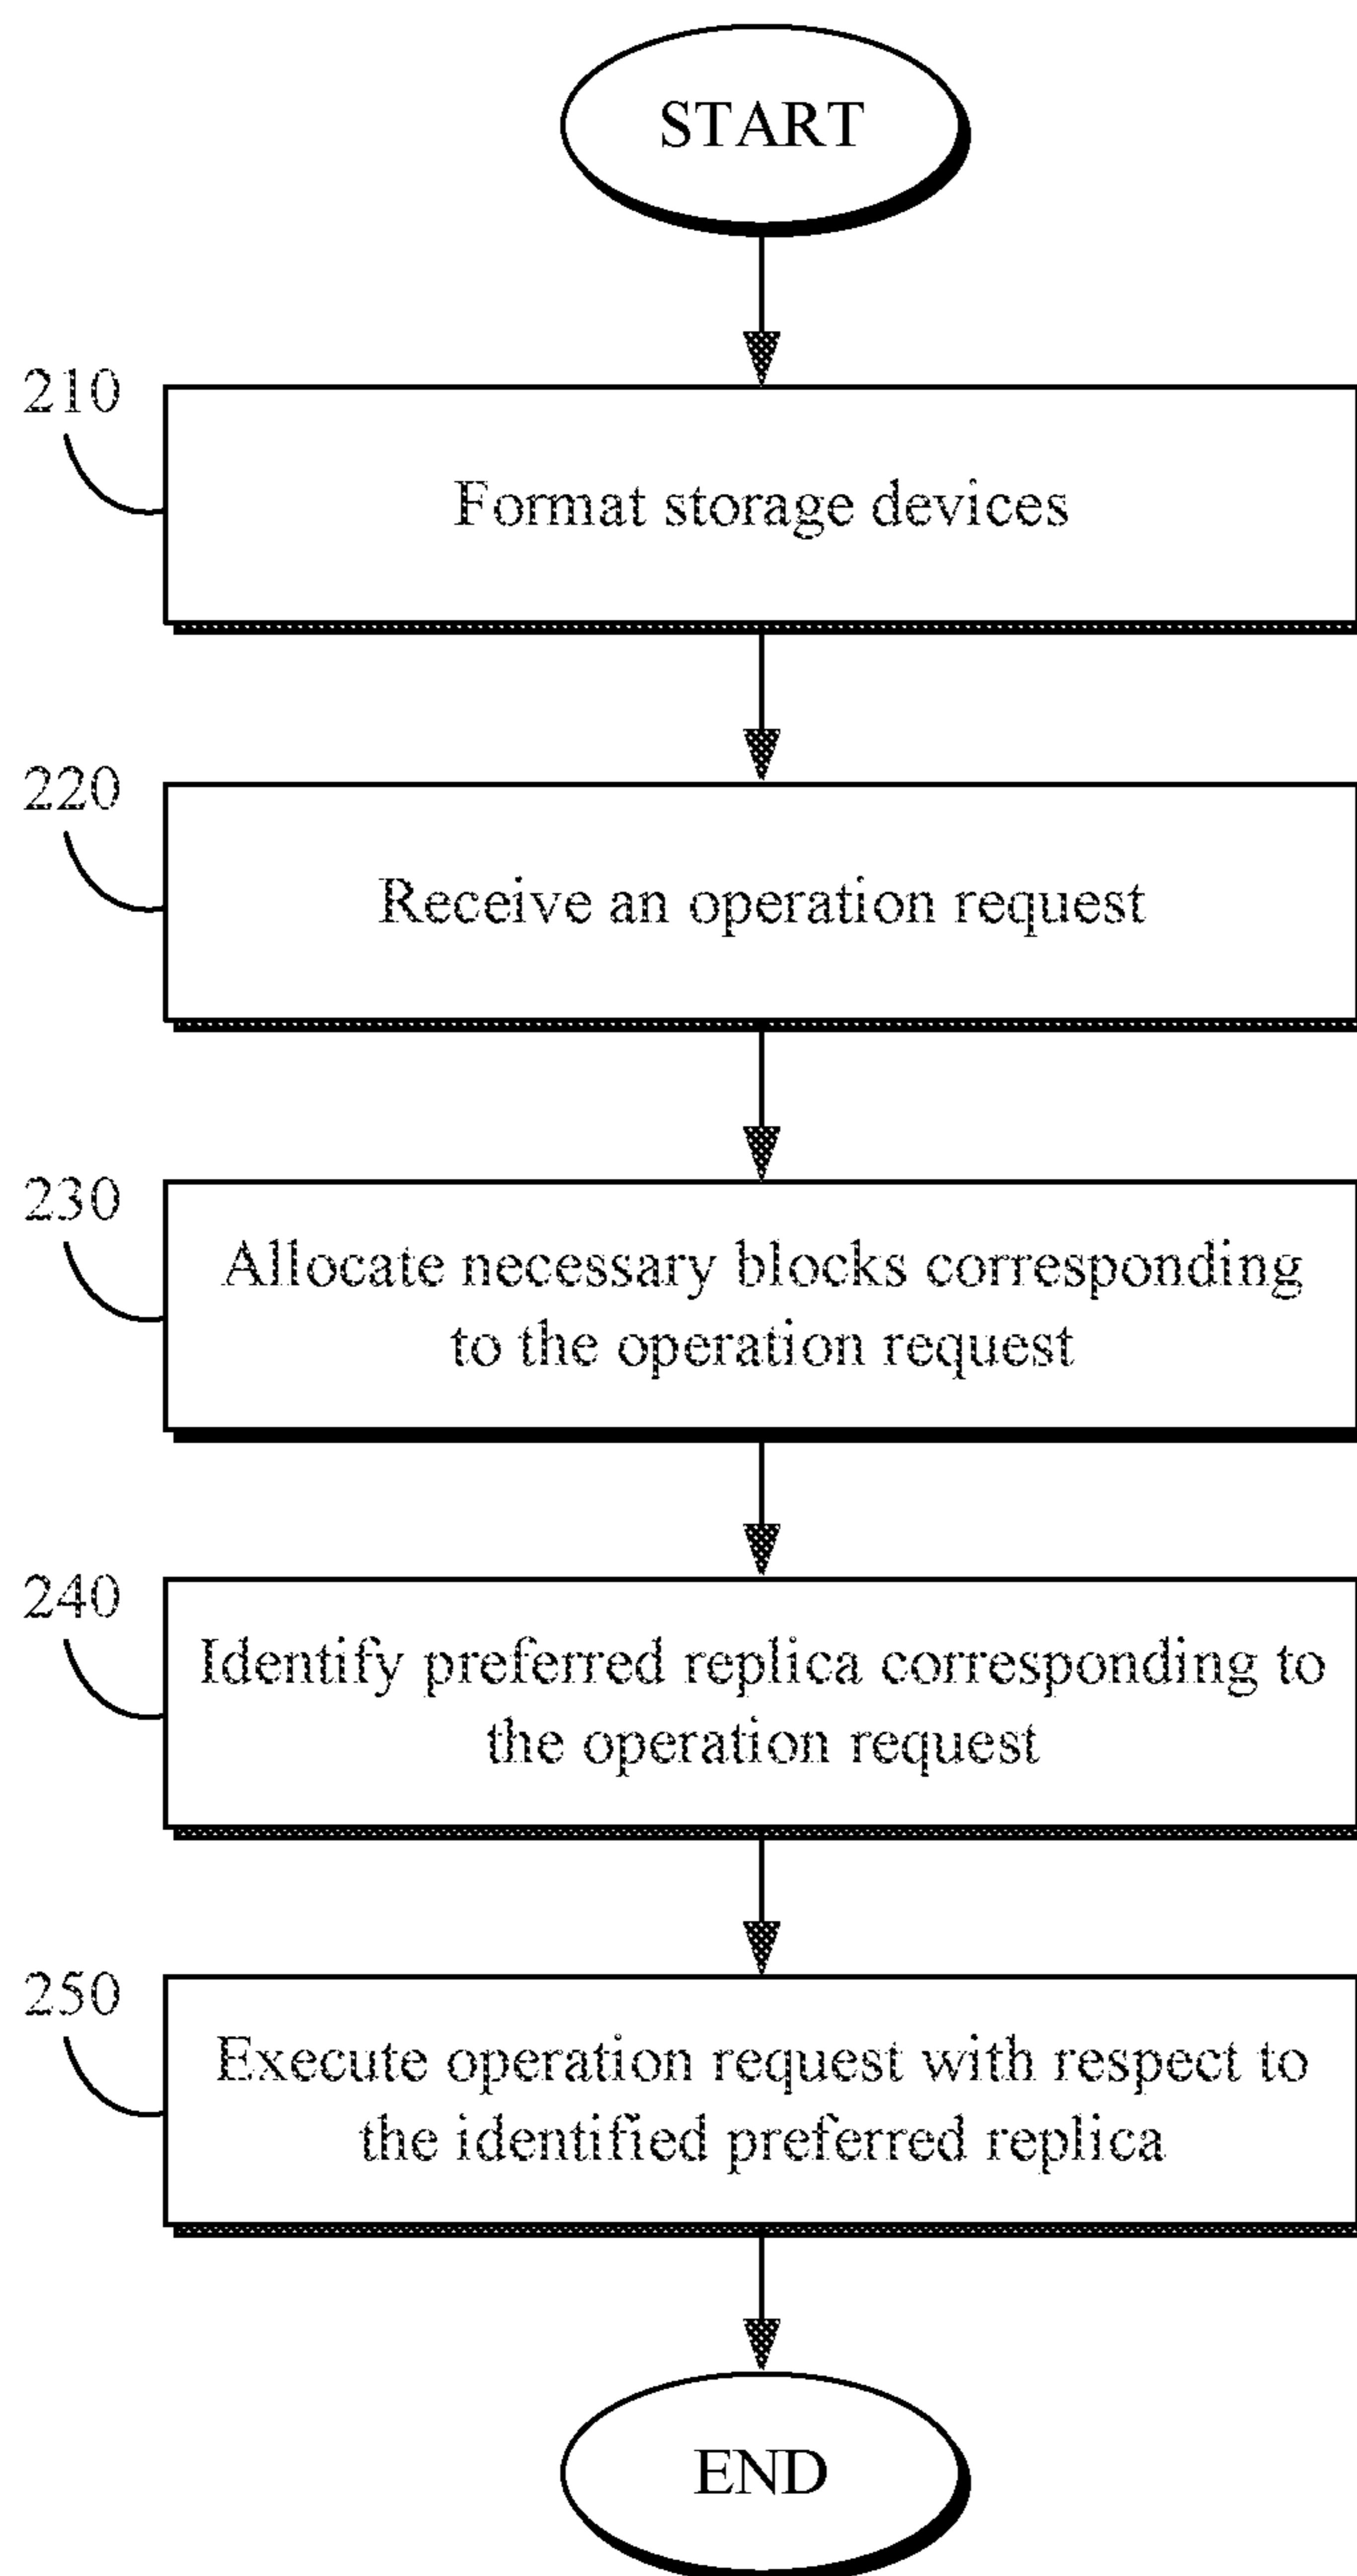 START
210
Format storage devices
220
Receive an operation request
230
Allocate necessary blocks corresponding
to the operation request
240
Identify preferred replica corresponding to
the operation request
250
Execute operation request with respect to
the identified preferred replica
END